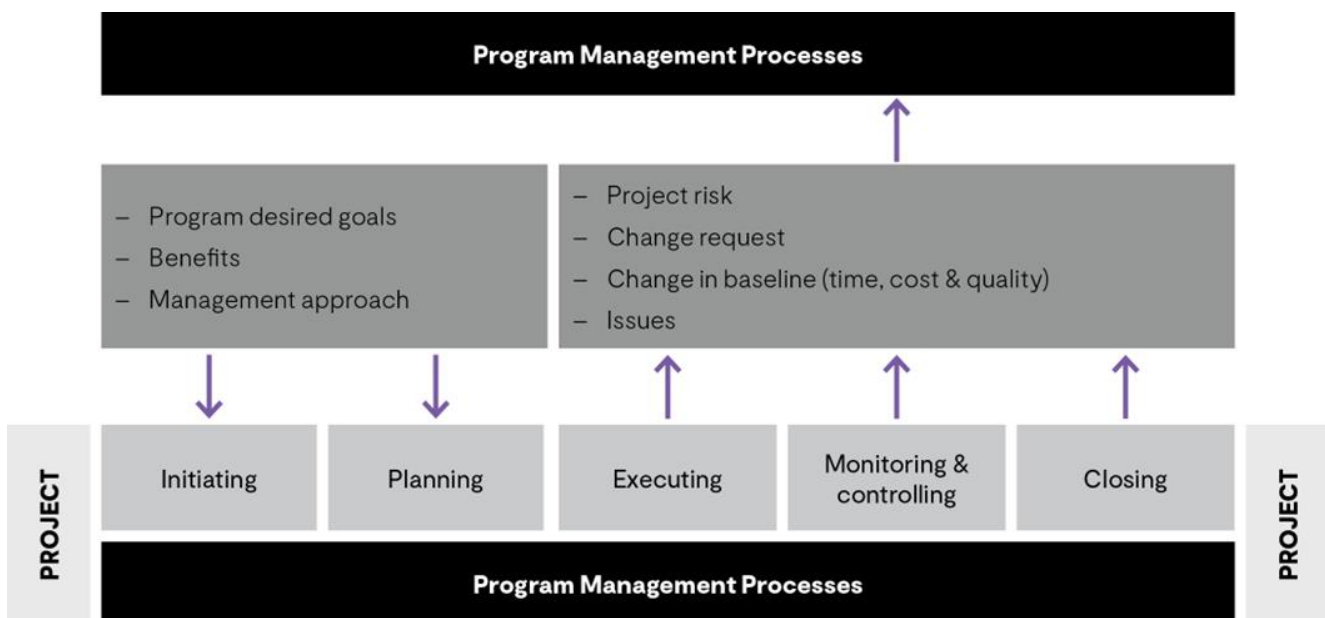 Program Management Processes
– Program desired goals
– Benefits
– Management approach
– Project risk
– Change request
– Change in baseline (time, cost & quality)
– Issues
PROJECT
Initiating
Planning
Executing
Monitoring &
controlling
Closing
PROJECT
Program Management Processes